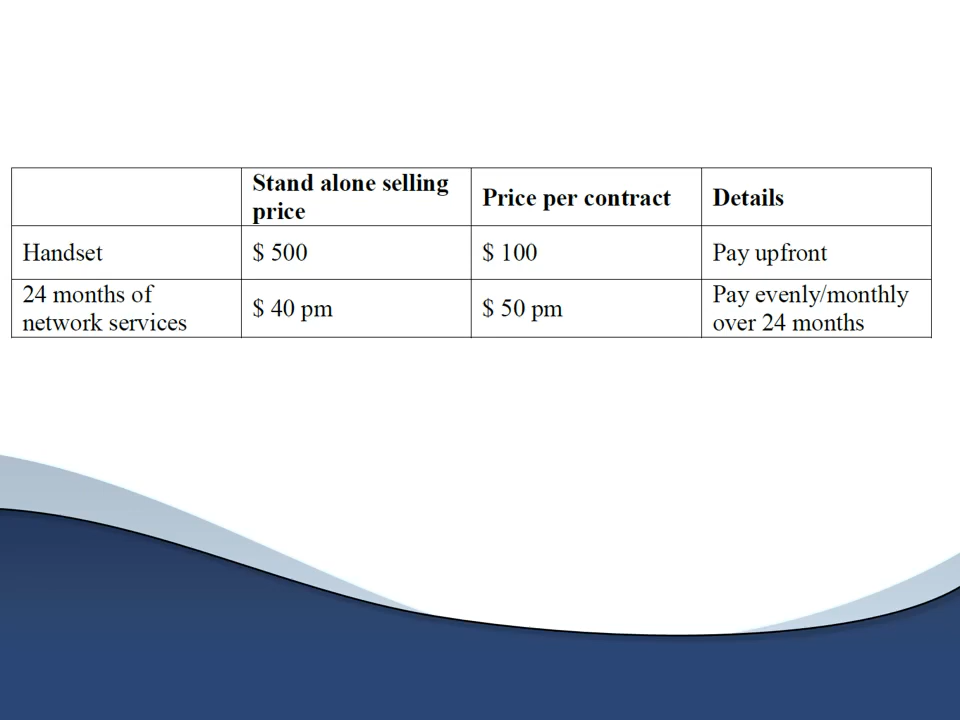 Stand alone selling
price
Price per contract
Details
Handset
$ 500
$ 100
Pay upfront
24 months of
network services
$ 40 pm
$ 50 pm
Pay evenly/monthly
over 24 months